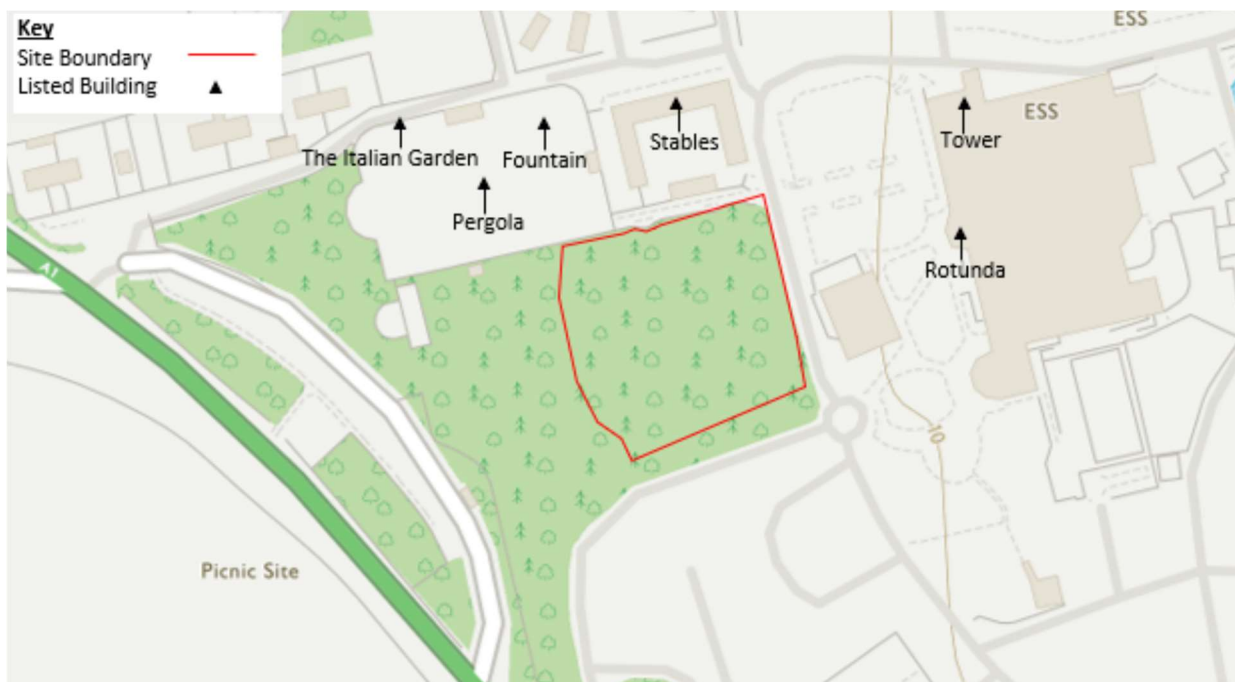 Key
Site Boundary
Listed Building
ESS
ESS
The Italian Garden
Fountain
Stables
Tower
Pergola
Rotunda
A1
10
Picnic Site